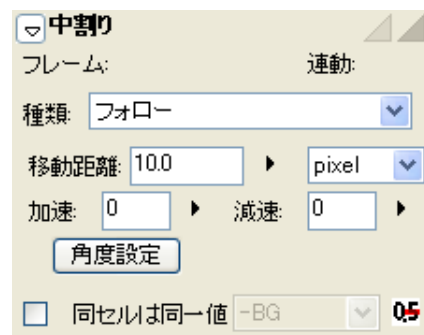 中割り
フレーム: 連動:
種類: フォロー
移動距離: 10.0 pixel
加速: 0 減速: 0
角度設定
同セルは同一値 -BG 0.5